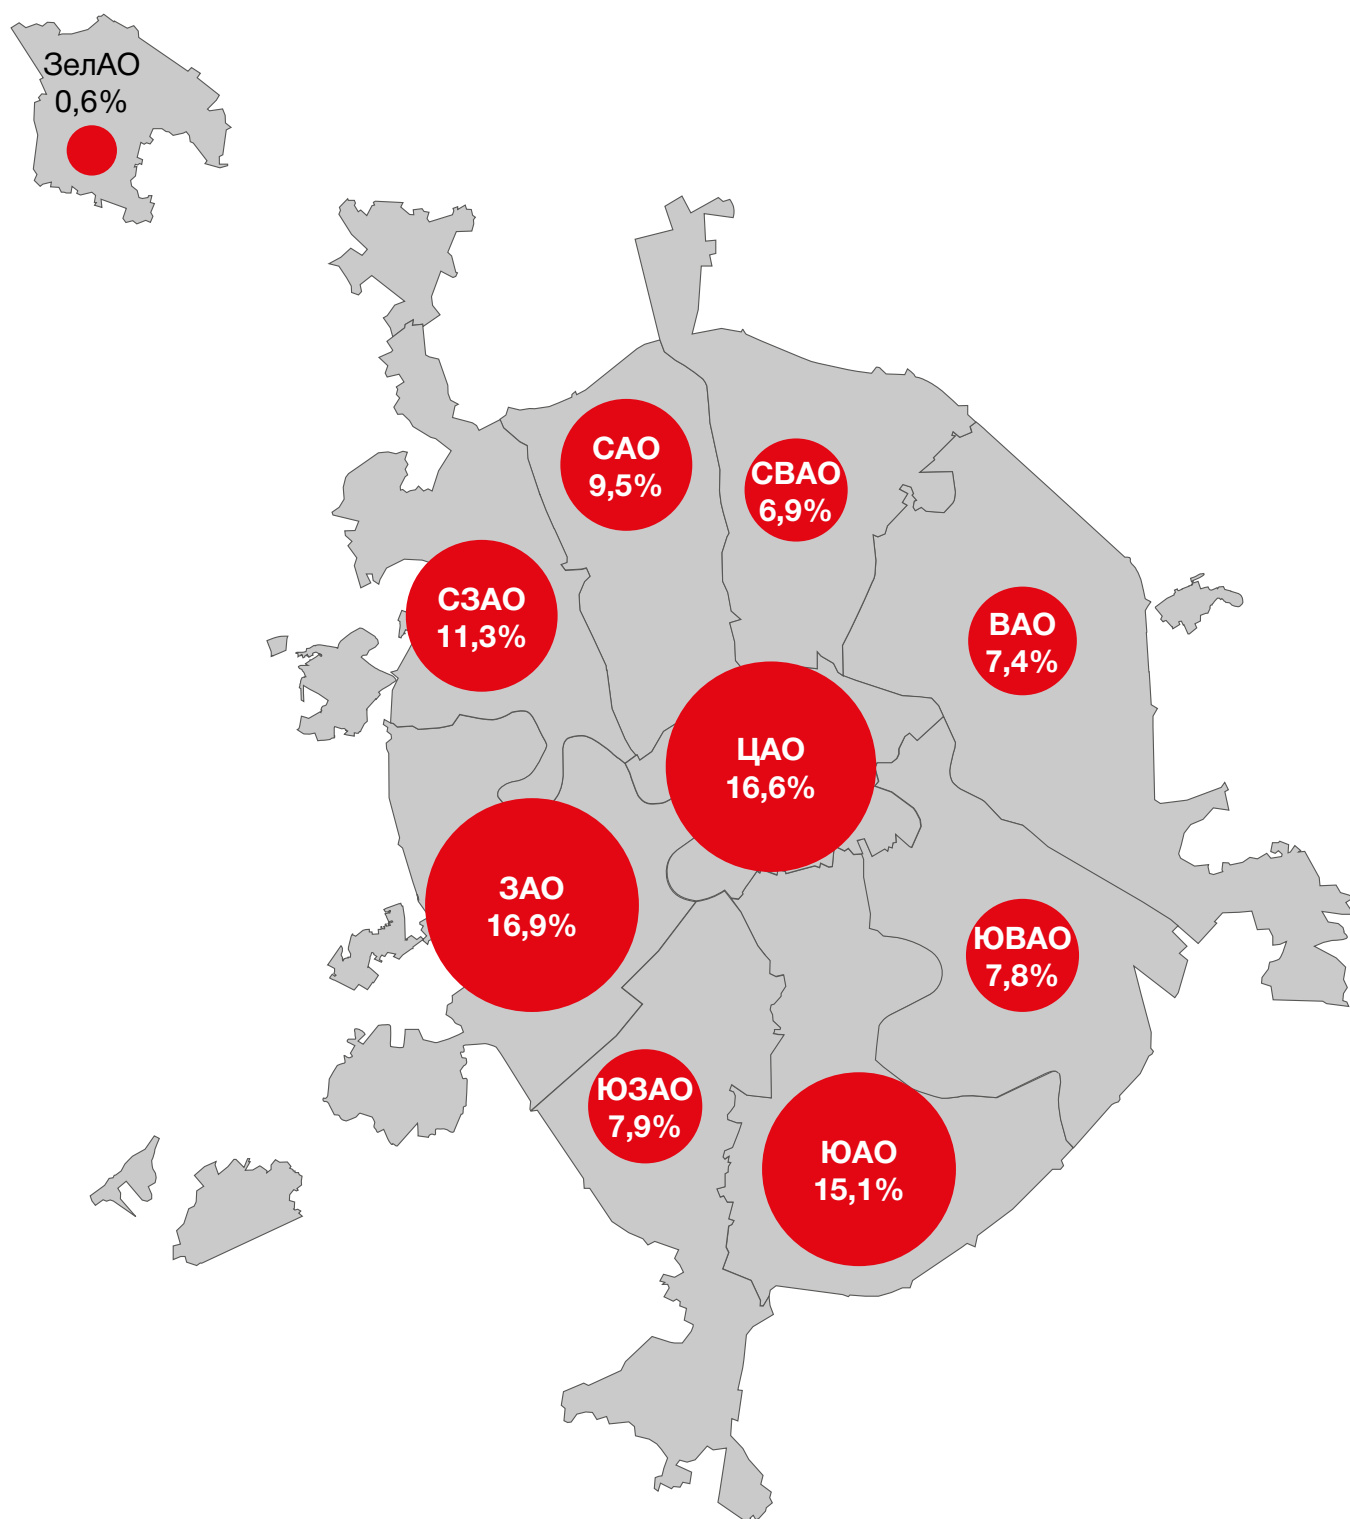 ЗелАО
0,6%
САО
9,5%
СВАО
6,9%
СЗАО
11,3%
ВАО
7,4%
ЦАО
16,6%
ЗАО
16,9%
ЮВАО
7,8%
ЮЗАО
7,9%
ЮАО
15,1%